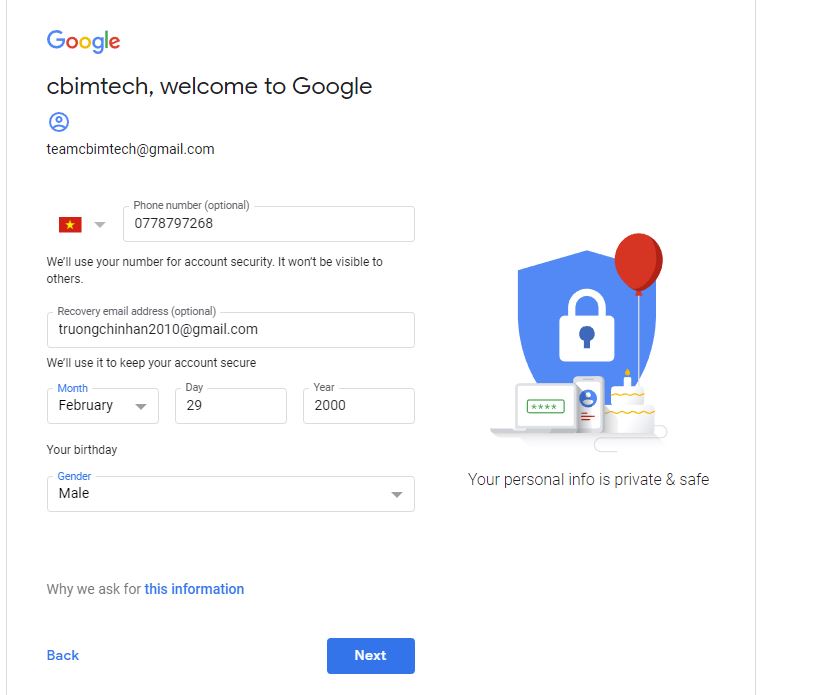 Google
cbimtech, welcome to Google
teamcbimtech@gmail.com
Phone number (optional)
0778797268
We'll use your number for account security. It won't be visible to
others.
Recovery email address (optional)
truongchinhan2010@gmail.com
We'll use it to keep your account secure
Month
Day
Year
February
29
2000
Your birthday
Gender
Male
****
Your personal info is private & safe
Why we ask for this information
Back
Next